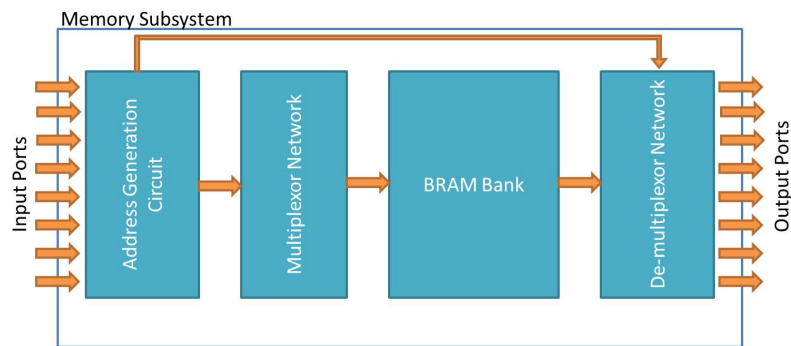 Memory Subsystem
Input Ports
Address Generation
Circuit
Multiplexor Network
BRAM Bank
De-multiplexor Network
Output Ports